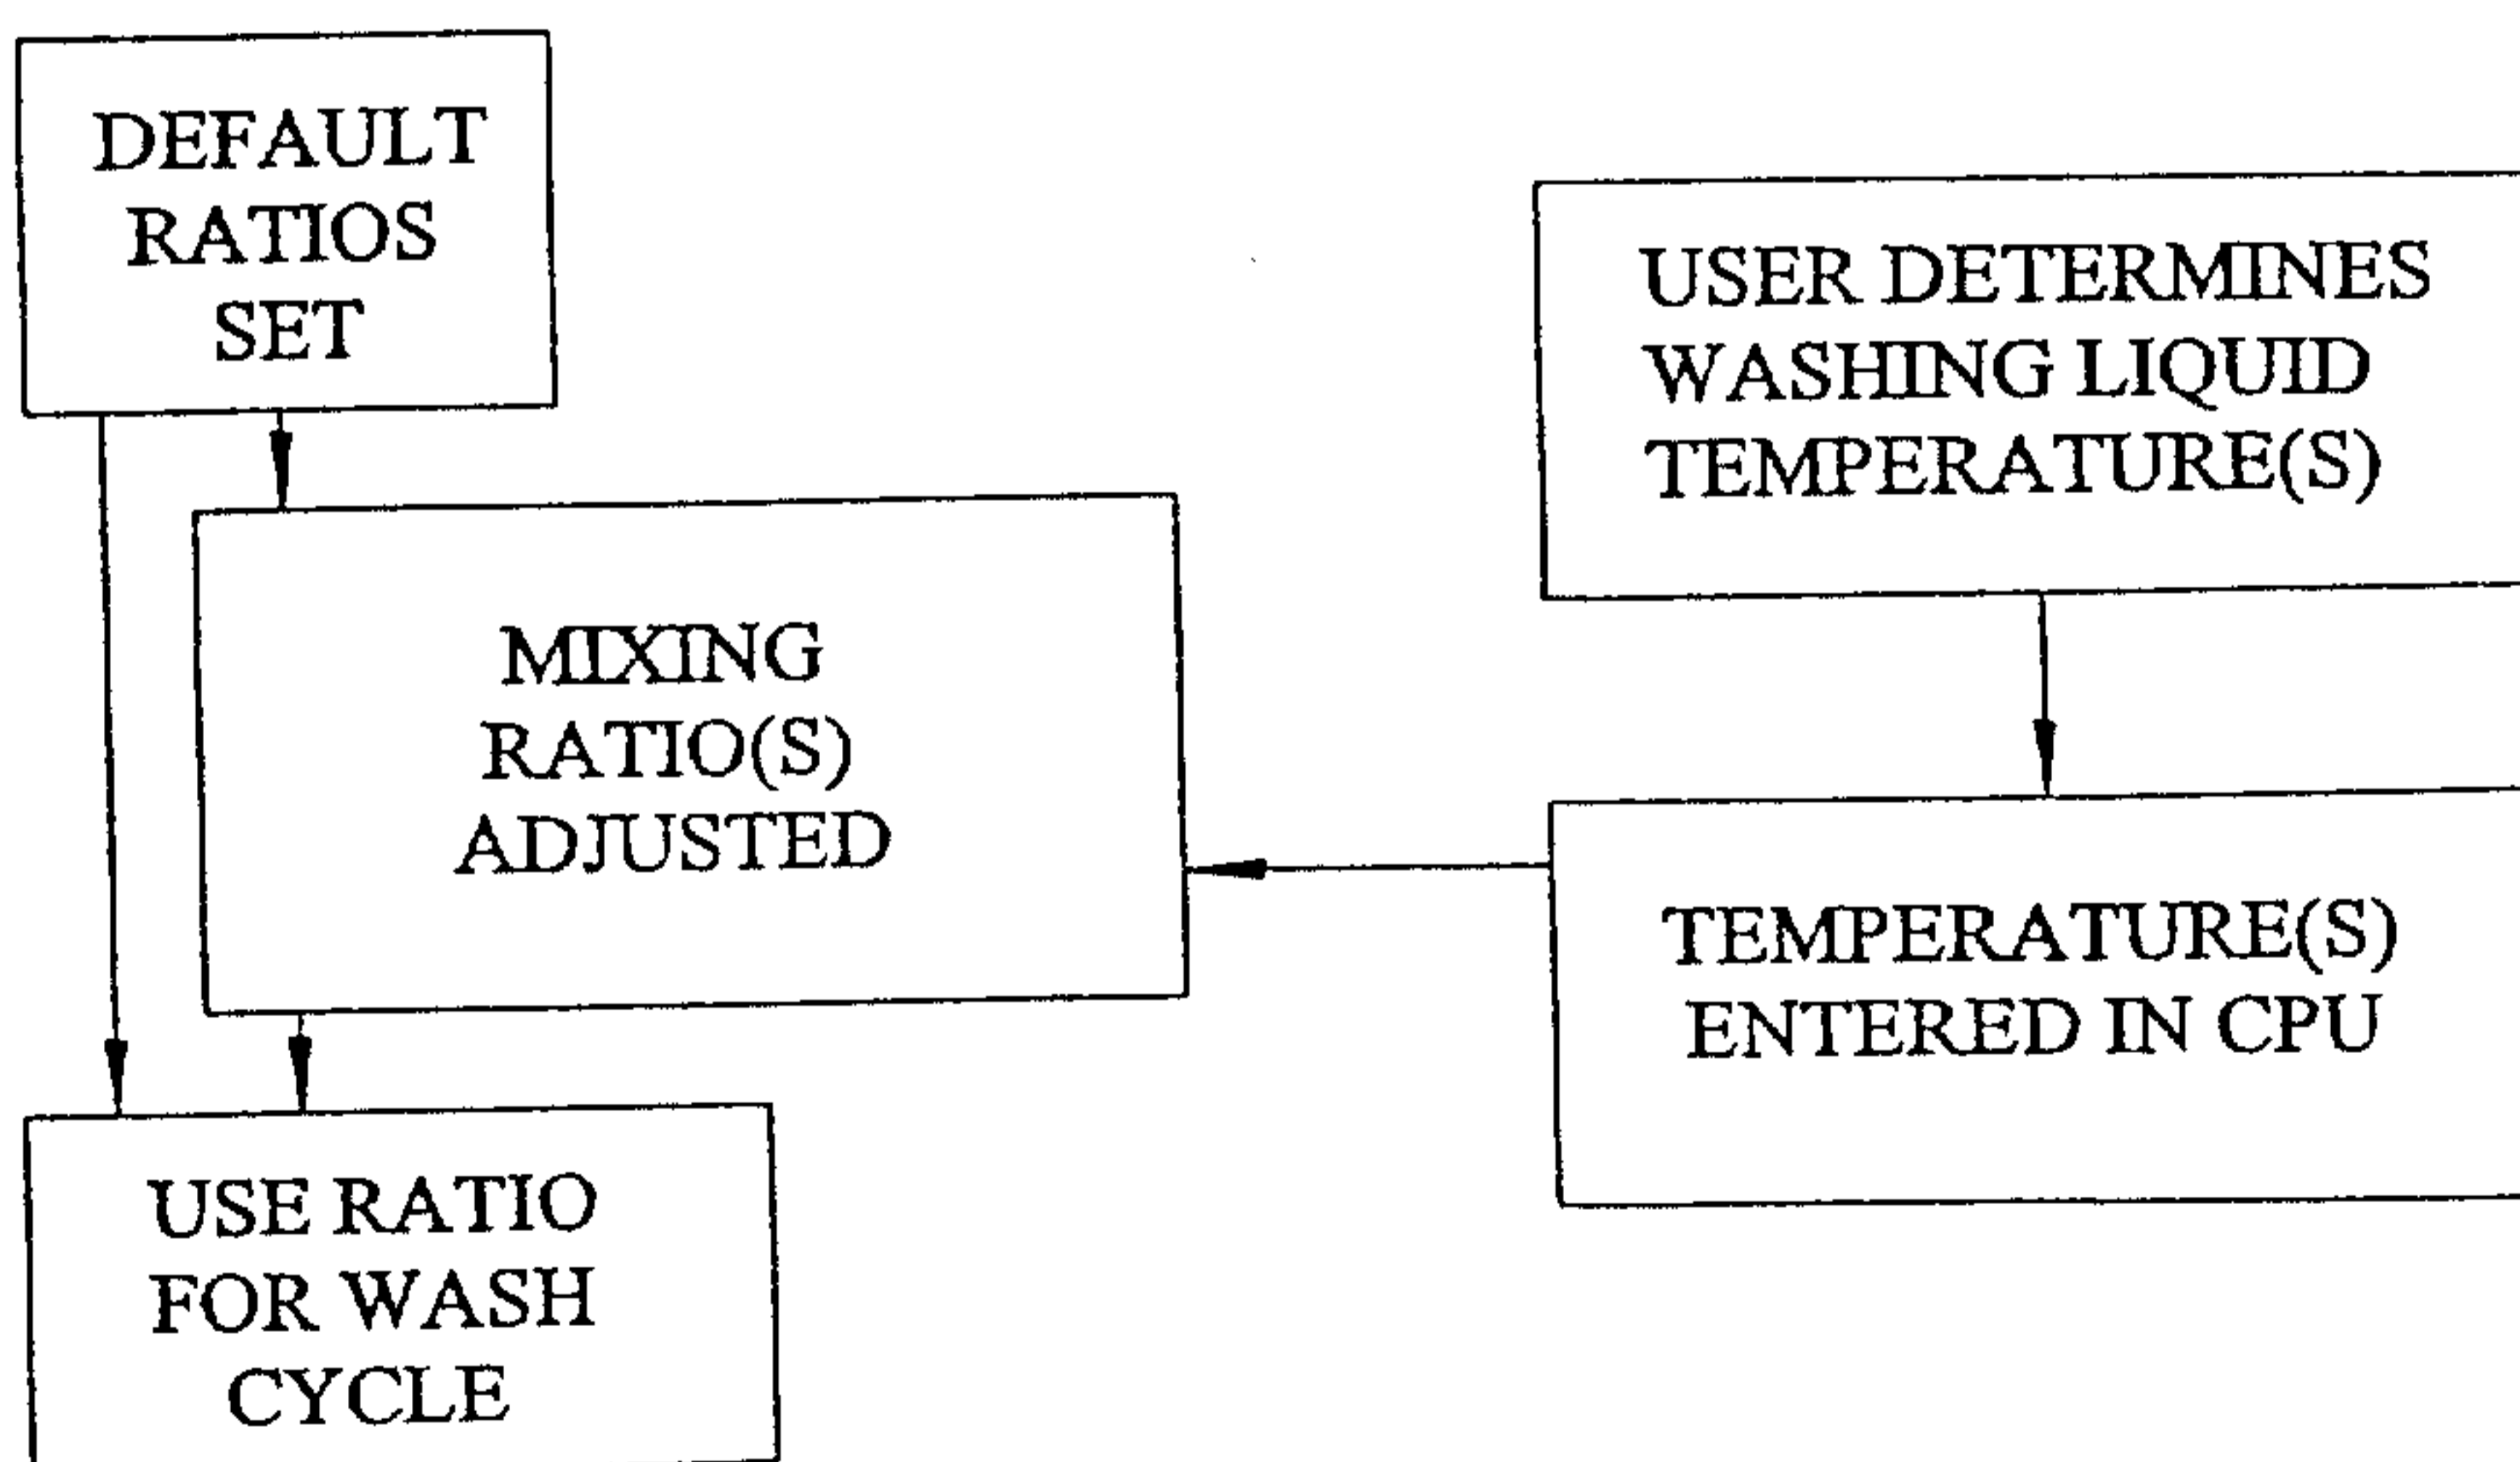 DEFAULT
RATIOS
SET
USER DETERMINES
WASHING LIQUID
TEMPERATURE(S)
MIXING
RATIO(S)
ADJUSTED
TEMPERATURE(S)
ENTERED IN CPU
USE RATIO
FOR WASH
CYCLE